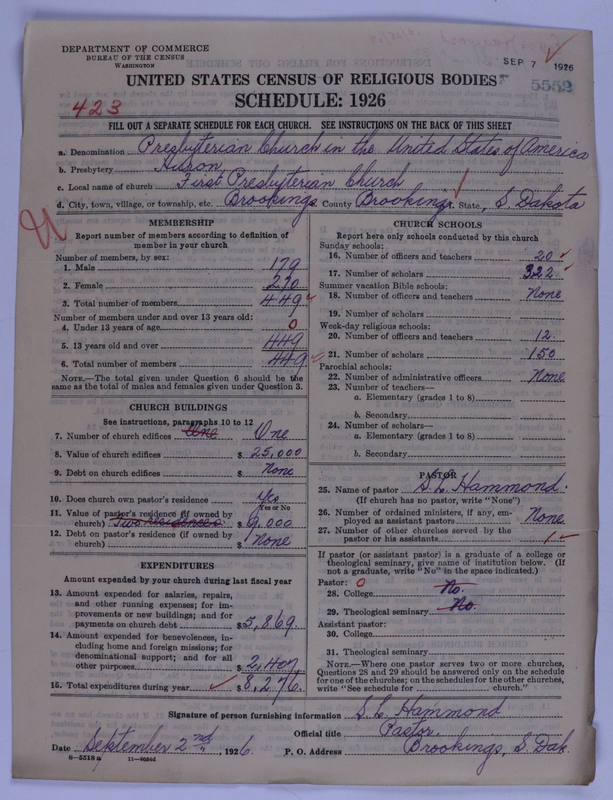 DEPARTMENT OF COMMERCE
BUREAU OF THE CENSUS
WASHINGTON
SEP 7 1926
5552
UNITED STATES CENSUS OF RELIGIOUS BODIES
SCHEDULE: 1926
423
FILL OUT A SEPARATE SCHEDULE FOR EACH CHURCH. SEE INSTRUCTIONS ON THE BACK OF THIS SHEET
a. Denomination Presbyterian Church in the United States of America
b. Presbytery Huron
c. Local name of church First Presbyterian Church
d. City, town, village, or township, etc. Brookings County Brookings State, S. Dakota
MEMBERSHIP
Report number of members according to definition of
member in your church
Number of members, by sex:
1. Male 179
2. Female 270
3. Total number of members 449
Number of members under and over 13 years old:
4. Under 13 years of age 0
5. 13 years old and over 449
6. Total number of members 449
NOTE.—The total given under Question 6 should be the
same as the total of males and females given under Question 3.
CHURCH BUILDINGS
See instructions, paragraphs 10 to 12
7. Number of church edifices One One
8. Value of church edifices $ 25,000
9. Debt on church edifices $ None
10. Does church own pastor's residence Yes
Yes or No
11. Value of pastor's residence (if owned by
church) Two residences $ 9,000
12. Debt on pastor's residence (if owned by
church) $ None
EXPENDITURES
Amount expended by your church during last fiscal year
13. Amount expended for salaries, repairs,
and other running expenses; for im-
provements or new buildings; and for
payments on church debt $5,869.
14. Amount expended for benevolences, in-
cluding home and foreign missions; for
denominational support; and for all
other purposes $2,407
15. Total expenditures during year $8,276.
CHURCH SCHOOLS
Report here only schools conducted by this church
Sunday schools:
16. Number of officers and teachers 20
17. Number of scholars 322
Summer vacation Bible schools:
18. Number of officers and teachers None
19. Number of scholars
Week-day religious schools:
20. Number of officers and teachers 12
21. Number of scholars 150
Parochial schools:
22. Number of administrative officers None
23. Number of teachers—
a. Elementary (grades 1 to 8)
b. Secondary
24. Number of scholars—
a. Elementary (grades 1 to 8)
b. Secondary
PASTOR
25. Name of pastor S. L. Hammond.
(If church has no pastor, write "None")
26. Number of ordained ministers, if any, em-
ployed as assistant pastors None
27. Number of other churches served by the
pastor or his assistants 1
If pastor (or assistant pastor) is a graduate of a college or
theological seminary, give name of institution below. (If
not a graduate, write "No" in the space indicated.)
Pastor: 0
28. College No.
29. Theological seminary No.
Assistant pastor:
30. College
31. Theological seminary
NOTE.—Where one pastor serves two or more churches,
Questions 28 and 29 should be answered only on the schedule
for one of the churches; on the schedules for the other churches,
write "See schedule for church."
Signature of person furnishing information S. L. Hammond
Official title Pastor.
Date September 2nd, 1926. P. O. Address Brookings, S. Dak.
8-5518a 11-9054d